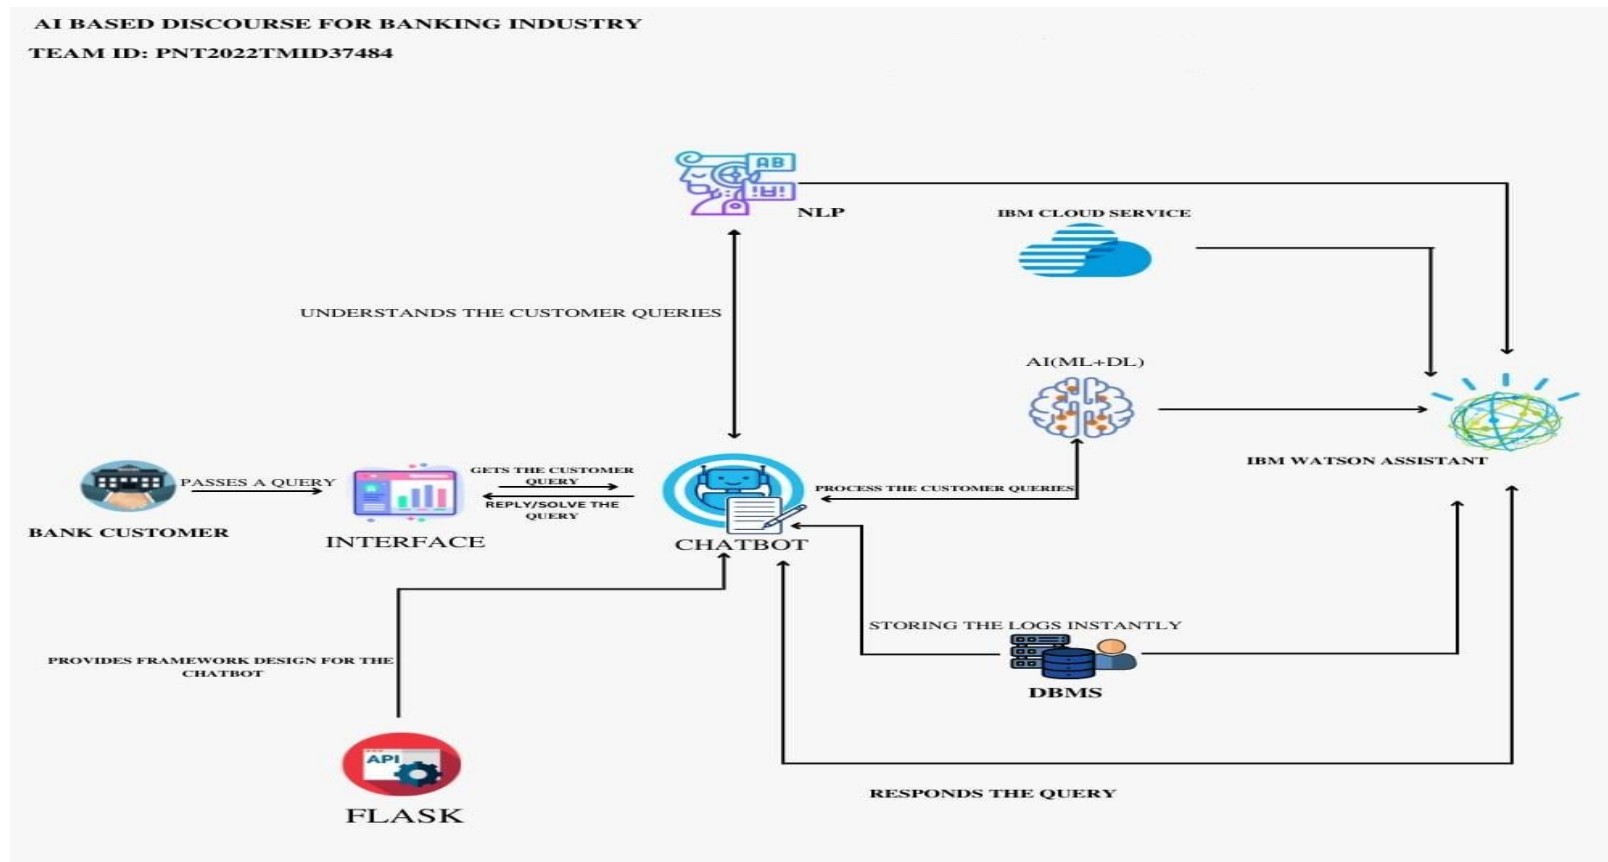 AI BASED DISCOURSE FOR BANKING INDUSTRY
TEAM ID: PNT2022TMID37484
AB
NLP
IBM CLOUD SERVICE
UNDERSTANDS THE CUSTOMER QUERIES
AI(ML+DL)
IBM WATSON ASSISTANT
PASSES A QUERY
GETS THE CUSTOMER
QUERY
REPLY/SOLVE THE
QUERY
PROCESS THE CUSTOMER QUERIES
BANK CUSTOMER
INTERFACE
CHATBOT
STORING THE LOGS INSTANTLY
PROVIDES FRAMEWORK DESIGN FOR THE
CHATBOT
DBMS
API
RESPONDS THE QUERY
FLASK